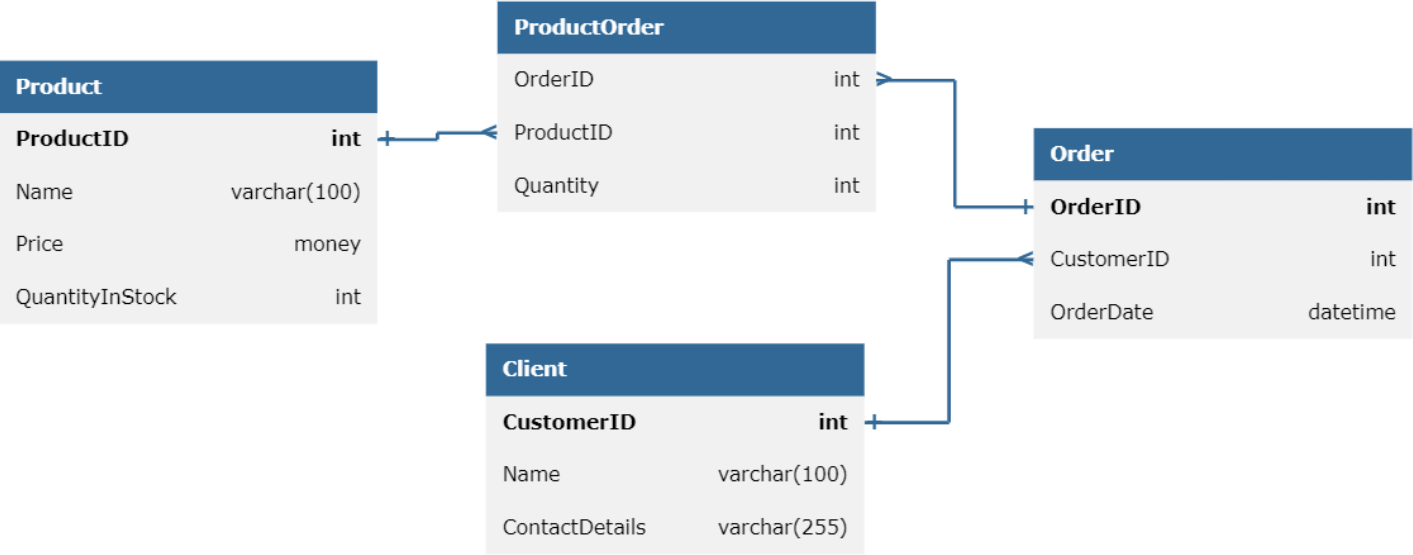 ProductOrder
OrderID int
ProductID int
Quantity int
Product
ProductID int
Name varchar(100)
Price money
QuantityInStock int
Order
OrderID int
CustomerID int
OrderDate datetime
Client
CustomerID int
Name varchar(100)
ContactDetails varchar(255)